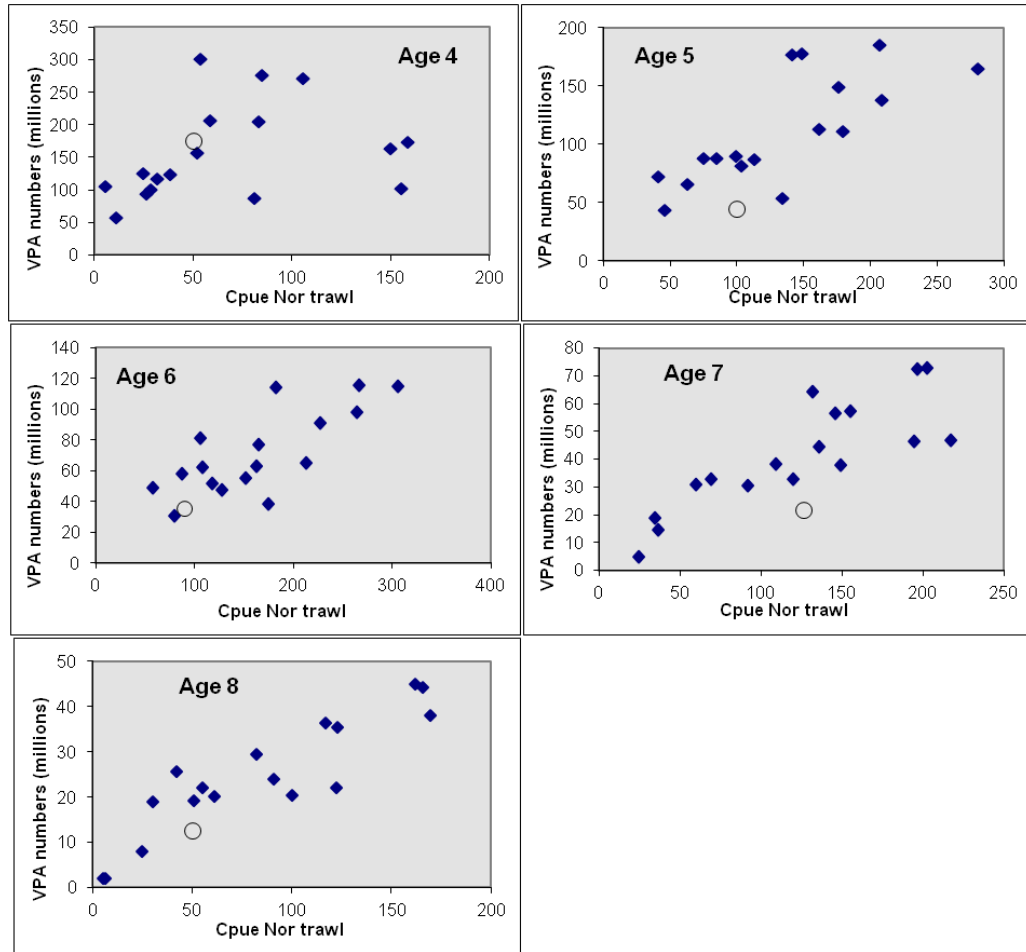 Age 4
VPA numbers (millions)
350
300
250
200
150
100
50
0
0 50 100 150 200
Cpue Nor trawl
Age 5
VPA numbers (millions)
200
150
100
50
0
0 100 200 300
Cpue Nor trawl
Age 6
VPA numbers (millions)
140
120
100
80
60
40
20
0
0 100 200 300 400
Cpue Nor trawl
Age 7
VPA numbers (millions)
80
70
60
50
40
30
20
10
0
0 50 100 150 200 250
Cpue Nor trawl
Age 8
VPA numbers (millions)
50
40
30
20
10
0
0 50 100 150 200
Cpue Nor trawl